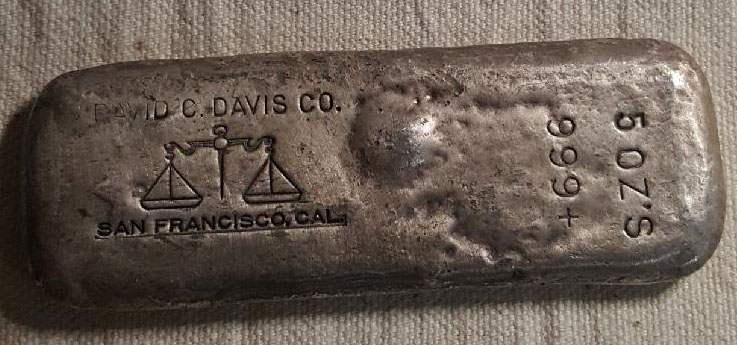 DAVID C. DAVIS CO.
SAN FRANCISCO, CAL.
5 OZ'S
999+